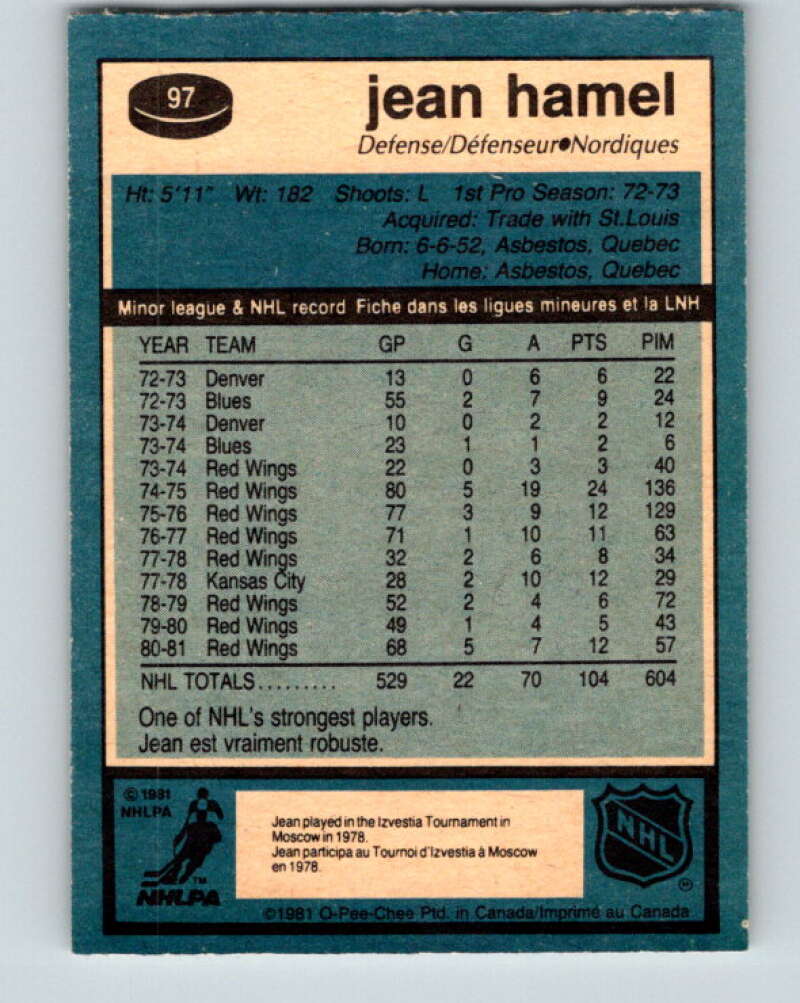 97
jean hamel
Defense/Défenseur●Nordiques
Ht: 5'11" Wt: 182 Shoots: L 1st Pro Season: 72-73
Acquired: Trade with St.Louis
Born: 6-6-52, Asbestos, Quebec
Home: Asbestos, Quebec
Minor league & NHL record Fiche dans les ligues mineures et la LNH
YEAR TEAM GP G A PTS PIM
72-73 Denver 13 0 6 6 22
72-73 Blues 55 2 7 9 24
73-74 Denver 10 0 2 2 12
73-74 Blues 23 1 1 2 6
73-74 Red Wings 22 0 3 3 40
74-75 Red Wings 80 5 19 24 136
75-76 Red Wings 77 3 9 12 129
76-77 Red Wings 71 1 10 11 63
77-78 Red Wings 32 2 6 8 34
77-78 Kansas City 28 2 10 12 29
78-79 Red Wings 52 2 4 6 72
79-80 Red Wings 49 1 4 5 43
80-81 Red Wings 68 5 7 12 57
NHL TOTALS......... 529 22 70 104 604
One of NHL's strongest players.
Jean est vraiment robuste.
© 1981
NHLPA
TM
NHLPA
Jean played in the Izvestia Tournament in
Moscow in 1978.
Jean participa au Tournoi d'Izvestia à Moscow
en 1978.
NHL
©1981 O-Pee-Chee Ptd. in Canada/Imprimé au Canada